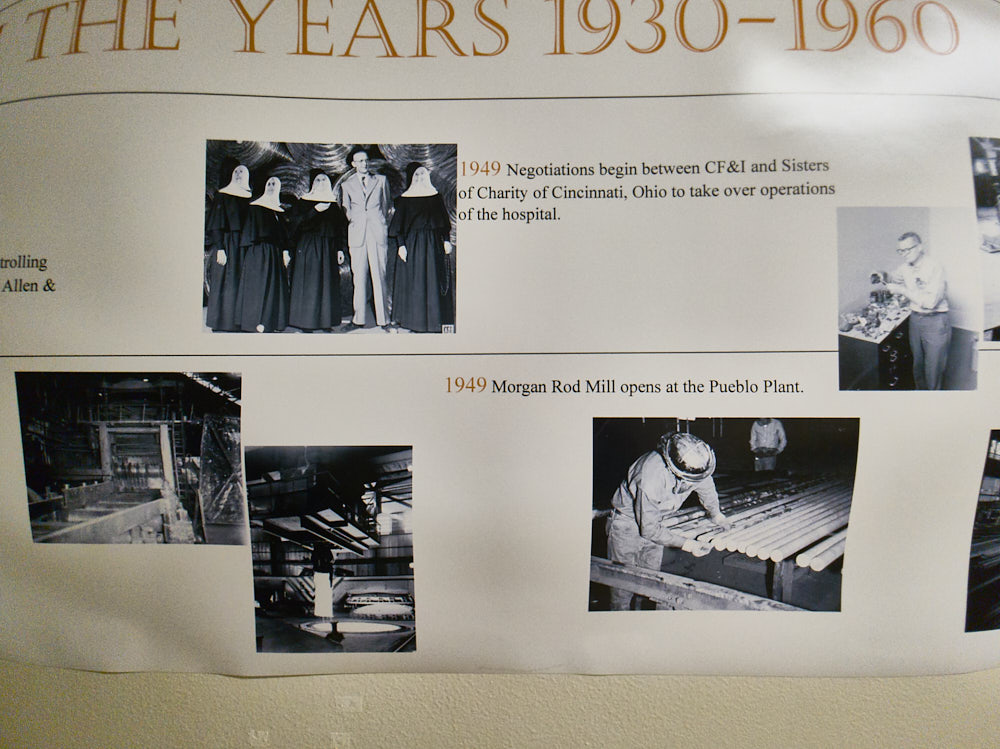 THE YEARS 1930-1960
1949 Negotiations begin between CF&I and Sisters
of Charity of Cincinnati, Ohio to take over operations
of the hospital.
trolling
Allen &
1949 Morgan Rod Mill opens at the Pueblo Plant.